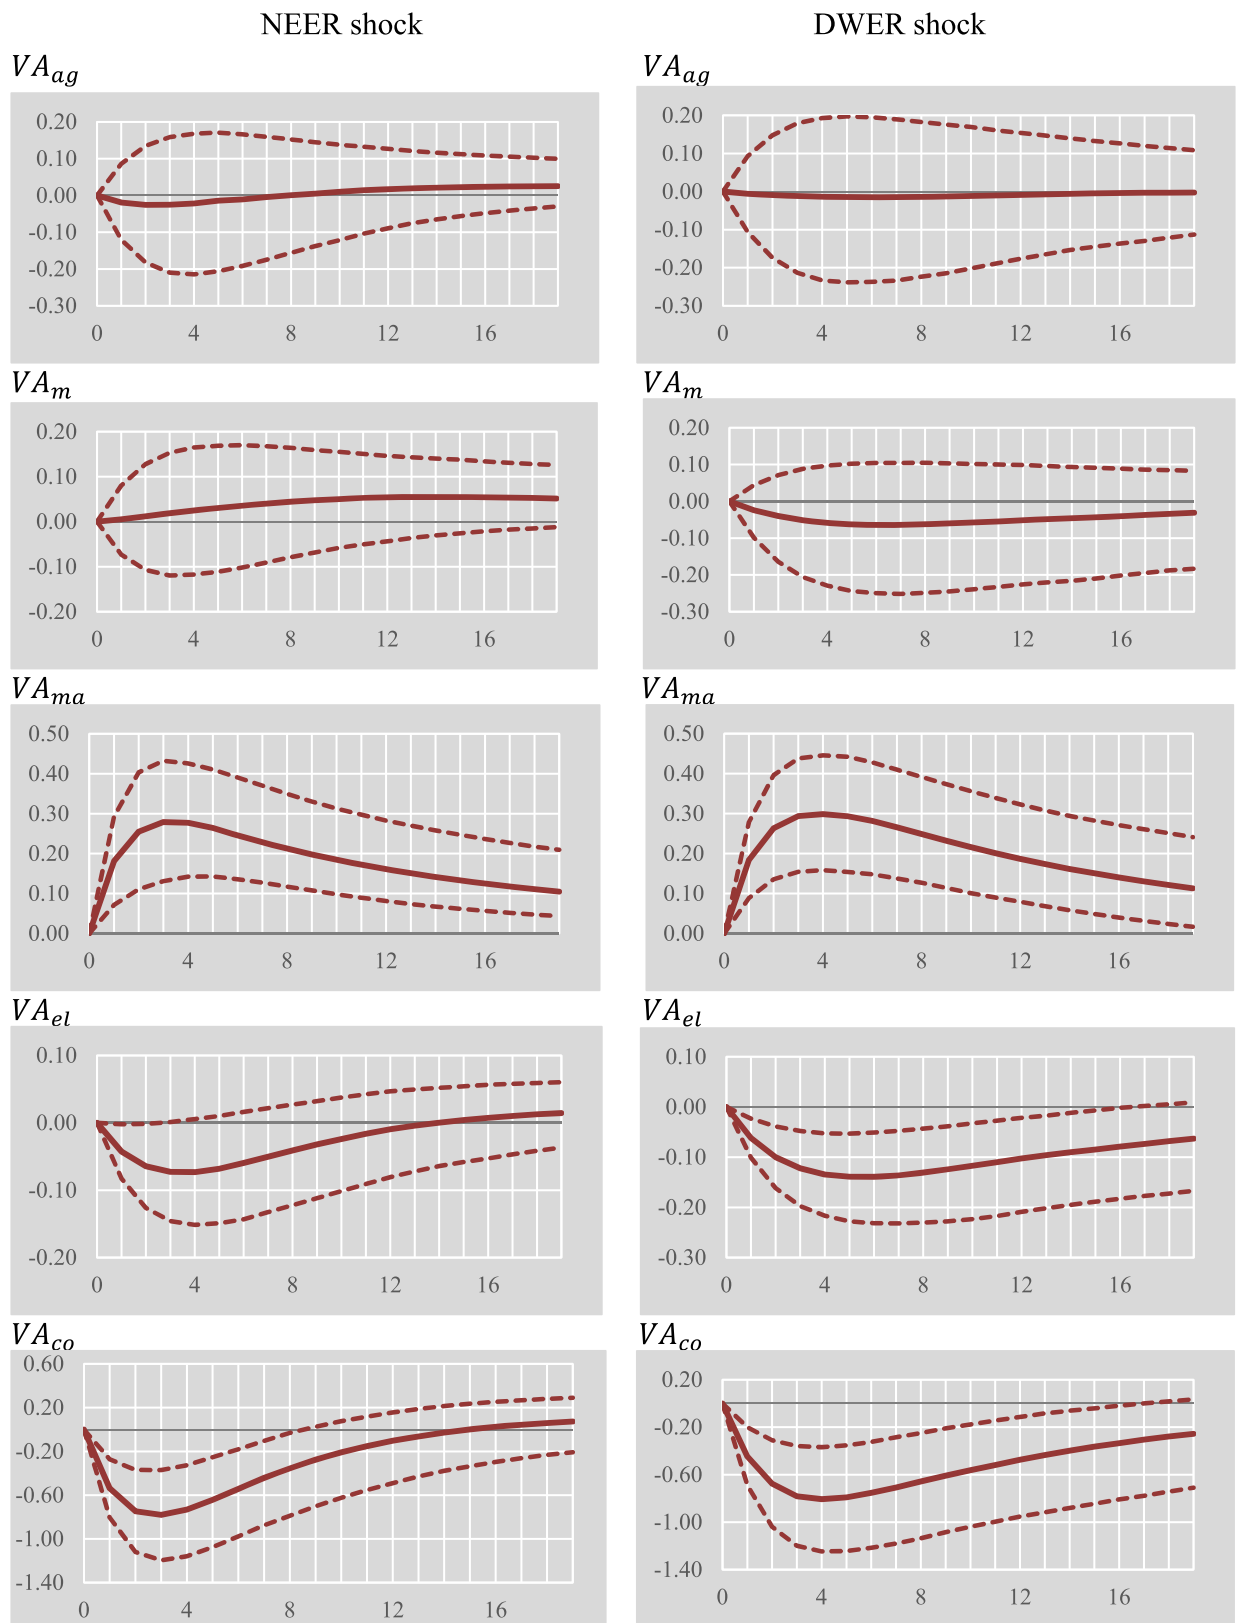 NEER shock DWER shock
VA_ag VA_ag
0.20 0.20
0.10 0.10
0.00 0.00
-0.10 -0.10
-0.20 -0.20
-0.30 -0.30
0 4 8 12 16 0 4 8 12 16
VA_m VA_m
0.20 0.20
0.10 0.10
0.00 0.00
-0.10 -0.10
-0.20 -0.20
-0.30
0 4 8 12 16 0 4 8 12 16
VA_ma VA_ma
0.50 0.50
0.40 0.40
0.30 0.30
0.20 0.20
0.10 0.10
0.00 0.00
0 4 8 12 16 0 4 8 12 16
VA_el VA_el
0.10 0.10
0.00 0.00
-0.10 -0.10
-0.20 -0.20
-0.30
0 4 8 12 16 0 4 8 12 16
VA_co VA_co
0.60 0.20
0.20 -0.20
-0.20 -0.60
-0.60 -1.00
-1.00 -1.40
-1.40
0 4 8 12 16 0 4 8 12 16